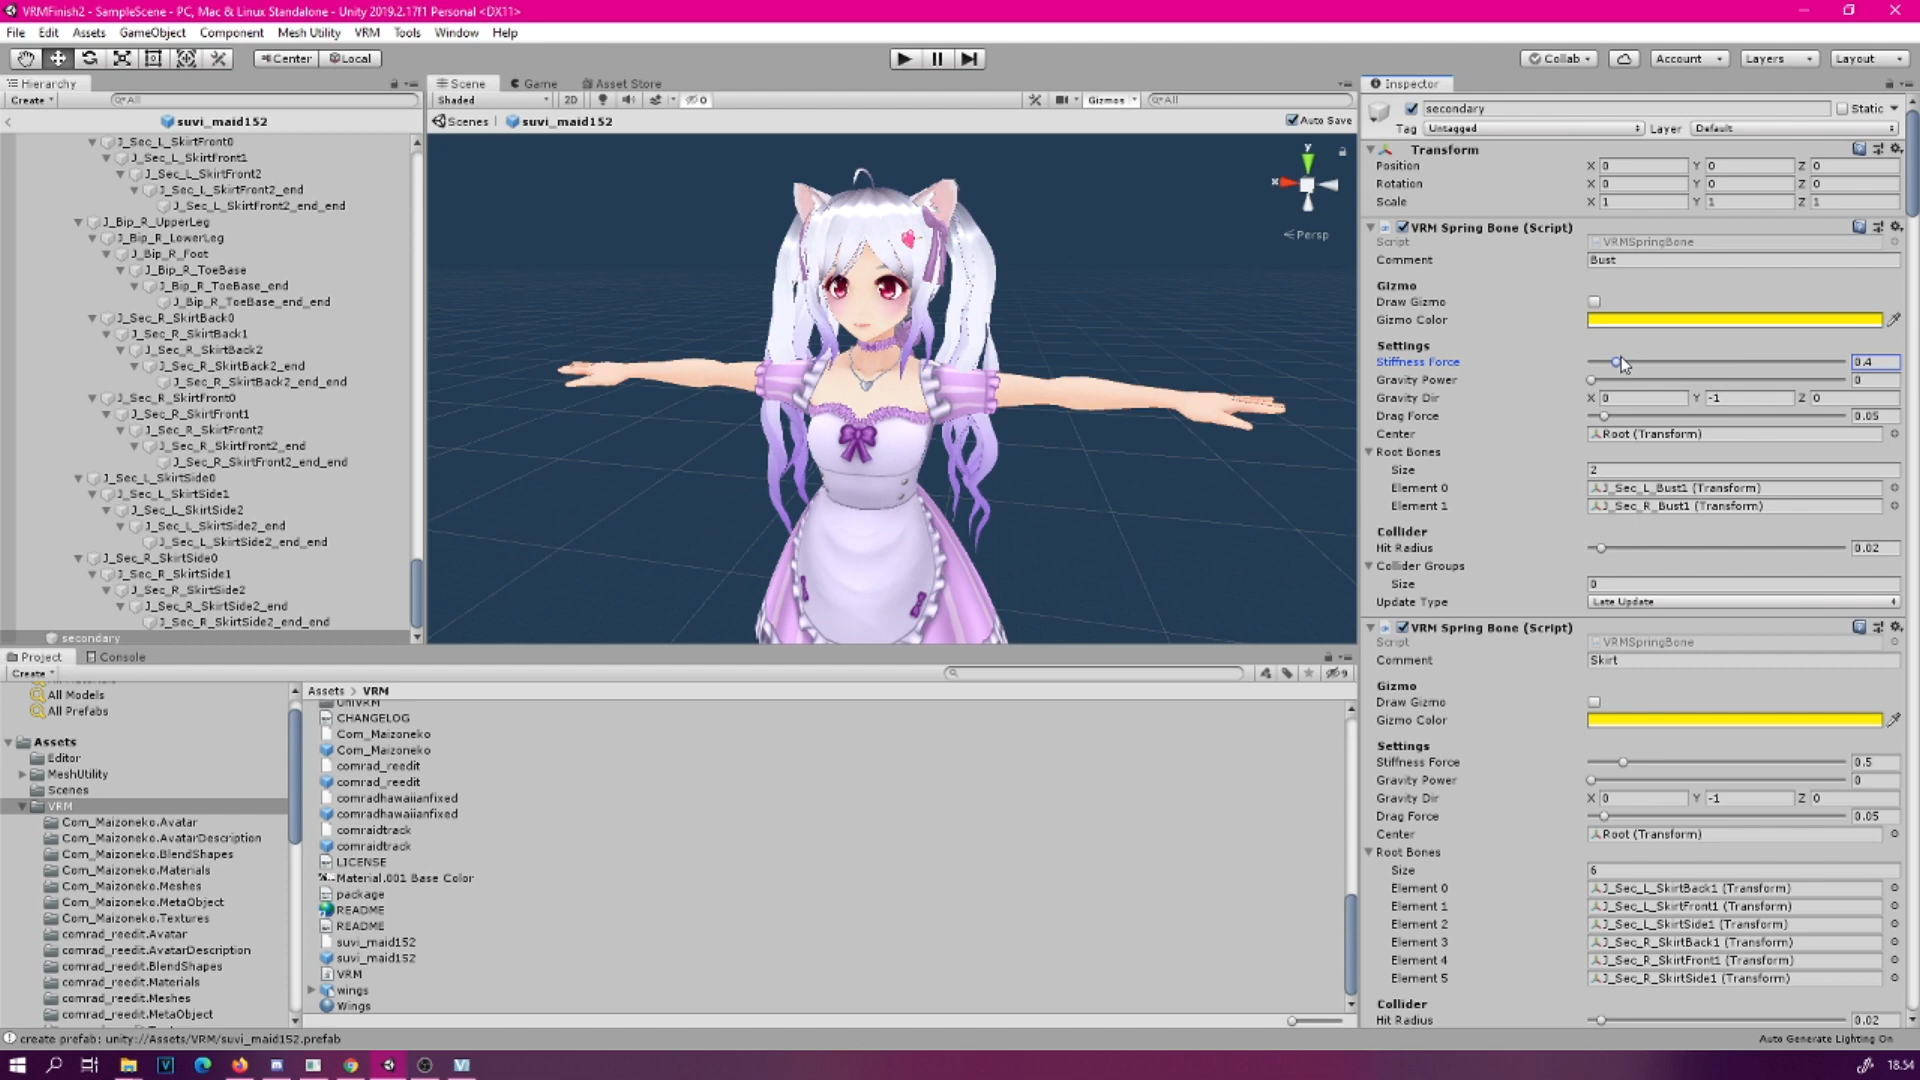 VRMFinish2 - SampleScene - PC, Mac & Linux Standalone - Unity 2019.2.17f1 Personal <DX11>
File Edit Assets GameObject Component Mesh Utility VRM Tools Window Help
Center Local
Collab Account Layers Layout
Hierarchy
Create All
suvi_maid152
J_Sec_L_SkirtFront0
J_Sec_L_SkirtFront1
J_Sec_L_SkirtFront2
J_Sec_L_SkirtFront2_end
J_Sec_L_SkirtFront2_end_end
J_Bip_R_UpperLeg
J_Bip_R_LowerLeg
J_Bip_R_Foot
J_Bip_R_ToeBase
J_Bip_R_ToeBase_end
J_Bip_R_ToeBase_end_end
J_Sec_R_SkirtBack0
J_Sec_R_SkirtBack1
J_Sec_R_SkirtBack2
J_Sec_R_SkirtBack2_end
J_Sec_R_SkirtBack2_end_end
J_Sec_R_SkirtFront0
J_Sec_R_SkirtFront1
J_Sec_R_SkirtFront2
J_Sec_R_SkirtFront2_end
J_Sec_R_SkirtFront2_end_end
J_Sec_L_SkirtSide0
J_Sec_L_SkirtSide1
J_Sec_L_SkirtSide2
J_Sec_L_SkirtSide2_end
J_Sec_L_SkirtSide2_end_end
J_Sec_R_SkirtSide0
J_Sec_R_SkirtSide1
J_Sec_R_SkirtSide2
J_Sec_R_SkirtSide2_end
J_Sec_R_SkirtSide2_end_end
secondary
Scene Game Asset Store
Shaded 2D 0 Gizmos All
Scenes suvi_maid152 Auto Save
y
x
Persp
Inspector
secondary Static
Tag Untagged Layer Default
Transform
Position X 0 Y 0 Z 0
Rotation X 0 Y 0 Z 0
Scale X 1 Y 1 Z 1
VRM Spring Bone (Script)
Script VRMSpringBone
Comment Bust
Gizmo
Draw Gizmo
Gizmo Color
Settings
Stiffness Force 0.4
Gravity Power 0
Gravity Dir X 0 Y -1 Z 0
Drag Force 0.05
Center Root (Transform)
Root Bones
Size 2
Element 0 J_Sec_L_Bust1 (Transform)
Element 1 J_Sec_R_Bust1 (Transform)
Collider
Hit Radius 0.02
Collider Groups
Size 0
Update Type Late Update
VRM Spring Bone (Script)
Script VRMSpringBone
Comment Skirt
Gizmo
Draw Gizmo
Gizmo Color
Settings
Stiffness Force 0.5
Gravity Power 0
Gravity Dir X 0 Y -1 Z 0
Drag Force 0.05
Center Root (Transform)
Root Bones
Size 6
Element 0 J_Sec_L_SkirtBack1 (Transform)
Element 1 J_Sec_L_SkirtFront1 (Transform)
Element 2 J_Sec_L_SkirtSide1 (Transform)
Element 3 J_Sec_R_SkirtBack1 (Transform)
Element 4 J_Sec_R_SkirtFront1 (Transform)
Element 5 J_Sec_R_SkirtSide1 (Transform)
Collider
Hit Radius 0.02
Project Console
Create 9
All Models
All Prefabs
Assets
Editor
MeshUtility
Scenes
VRM
Com_Maizoneko.Avatar
Com_Maizoneko.AvatarDescription
Com_Maizoneko.BlendShapes
Com_Maizoneko.Materials
Com_Maizoneko.Meshes
Com_Maizoneko.MetaObject
Com_Maizoneko.Textures
comrad_reedit.Avatar
comrad_reedit.AvatarDescription
comrad_reedit.BlendShapes
comrad_reedit.Materials
comrad_reedit.Meshes
comrad_reedit.MetaObject
Assets > VRM
UniVRM
CHANGELOG
Com_Maizoneko
Com_Maizoneko
comrad_reedit
comrad_reedit
comradhawaiianfixed
comradhawaiianfixed
comraidtrack
comraidtrack
LICENSE
Material.001 Base Color
package
README
README
suvi_maid152
suvi_maid152
VRM
wings
Wings
create prefab: unity://Assets/VRM/suvi_maid152.prefab
Auto Generate Lighting On
18.54